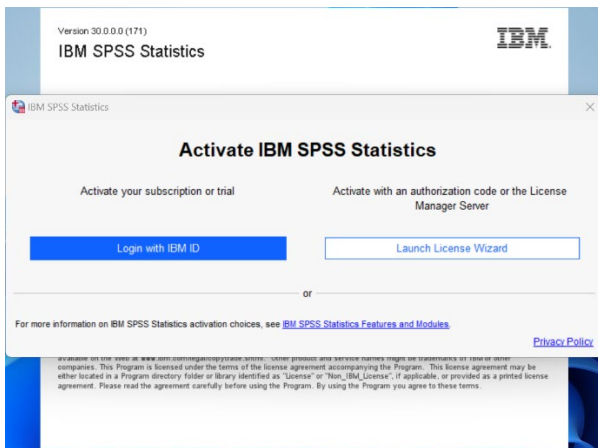 Version 30.0.0.0 (171)
IBM SPSS Statistics
IBM
IBM SPSS Statistics
Activate IBM SPSS Statistics
Activate your subscription or trial
Activate with an authorization code or the License
Manager Server
Login with IBM ID
Launch License Wizard
or
For more information on IBM SPSS Statistics activation choices, see IBM SPSS Statistics Features and Modules.
Privacy Policy
available on the Web at www.ibm.com/legal/copytrade.shtml. Other product and service names might be trademarks of IBM or other
companies. This Program is licensed under the terms of the license agreement accompanying the Program. This license agreement may be
either located in a Program directory folder or library identified as "License" or "Non_IBM_License", if applicable, or provided as a printed license
agreement. Please read the agreement carefully before using the Program. By using the Program you agree to these terms.